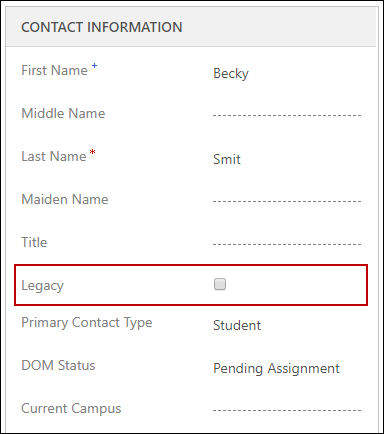 CONTACT INFORMATION
First Name + Becky
Middle Name
Last Name * Smit
Maiden Name
Title
Legacy
Primary Contact Type Student
DOM Status Pending Assignment
Current Campus